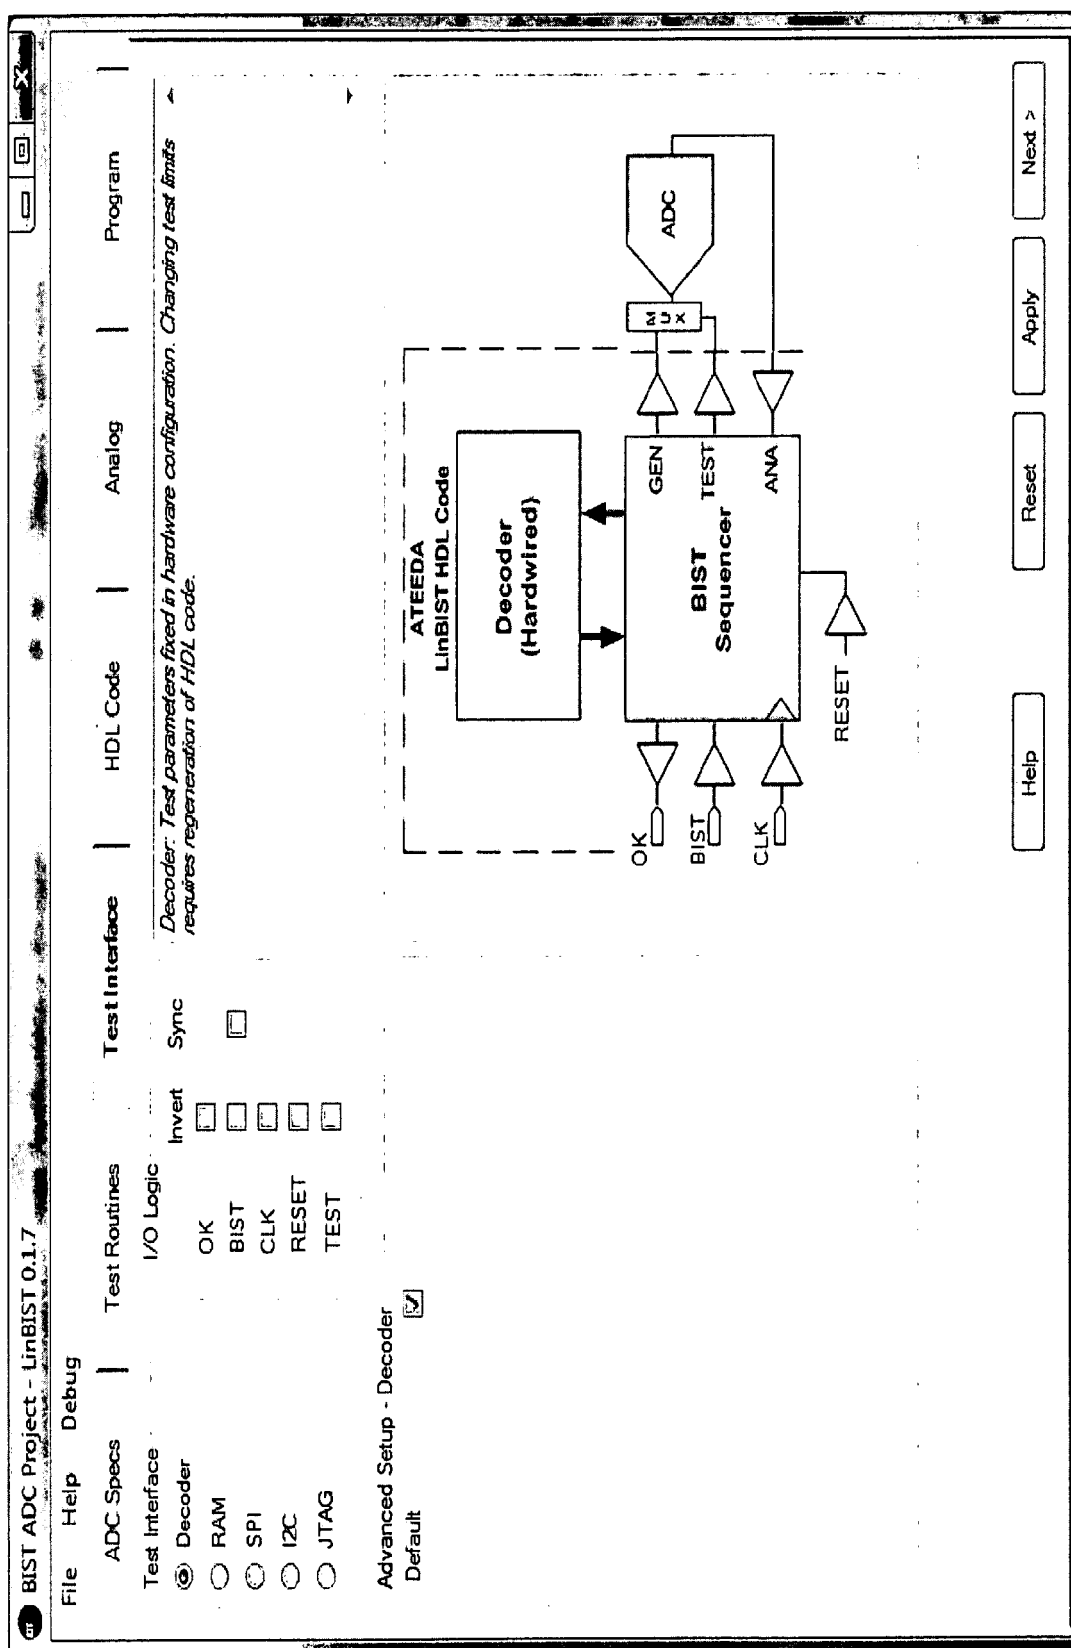 BIST ADC Project - LinBIST 0.1.7
File Help Debug
ADC Specs Test Routines Test Interface HDL Code Analog Program
Test Interface
Decoder
RAM
SPI
I2C
JTAG
I/O Logic
Invert Sync
OK
BIST
CLK
RESET
TEST
Decoder: Test parameters fixed in hardware configuration. Changing test limits
requires regeneration of HDL code.
Advanced Setup - Decoder
Default
ATEEDA
LinBIST HDL Code
Decoder
(Hardwired)
BIST
Sequencer
GEN
TEST
ANA
OK
BIST
CLK
RESET
MUX
ADC
Help Reset Apply Next >